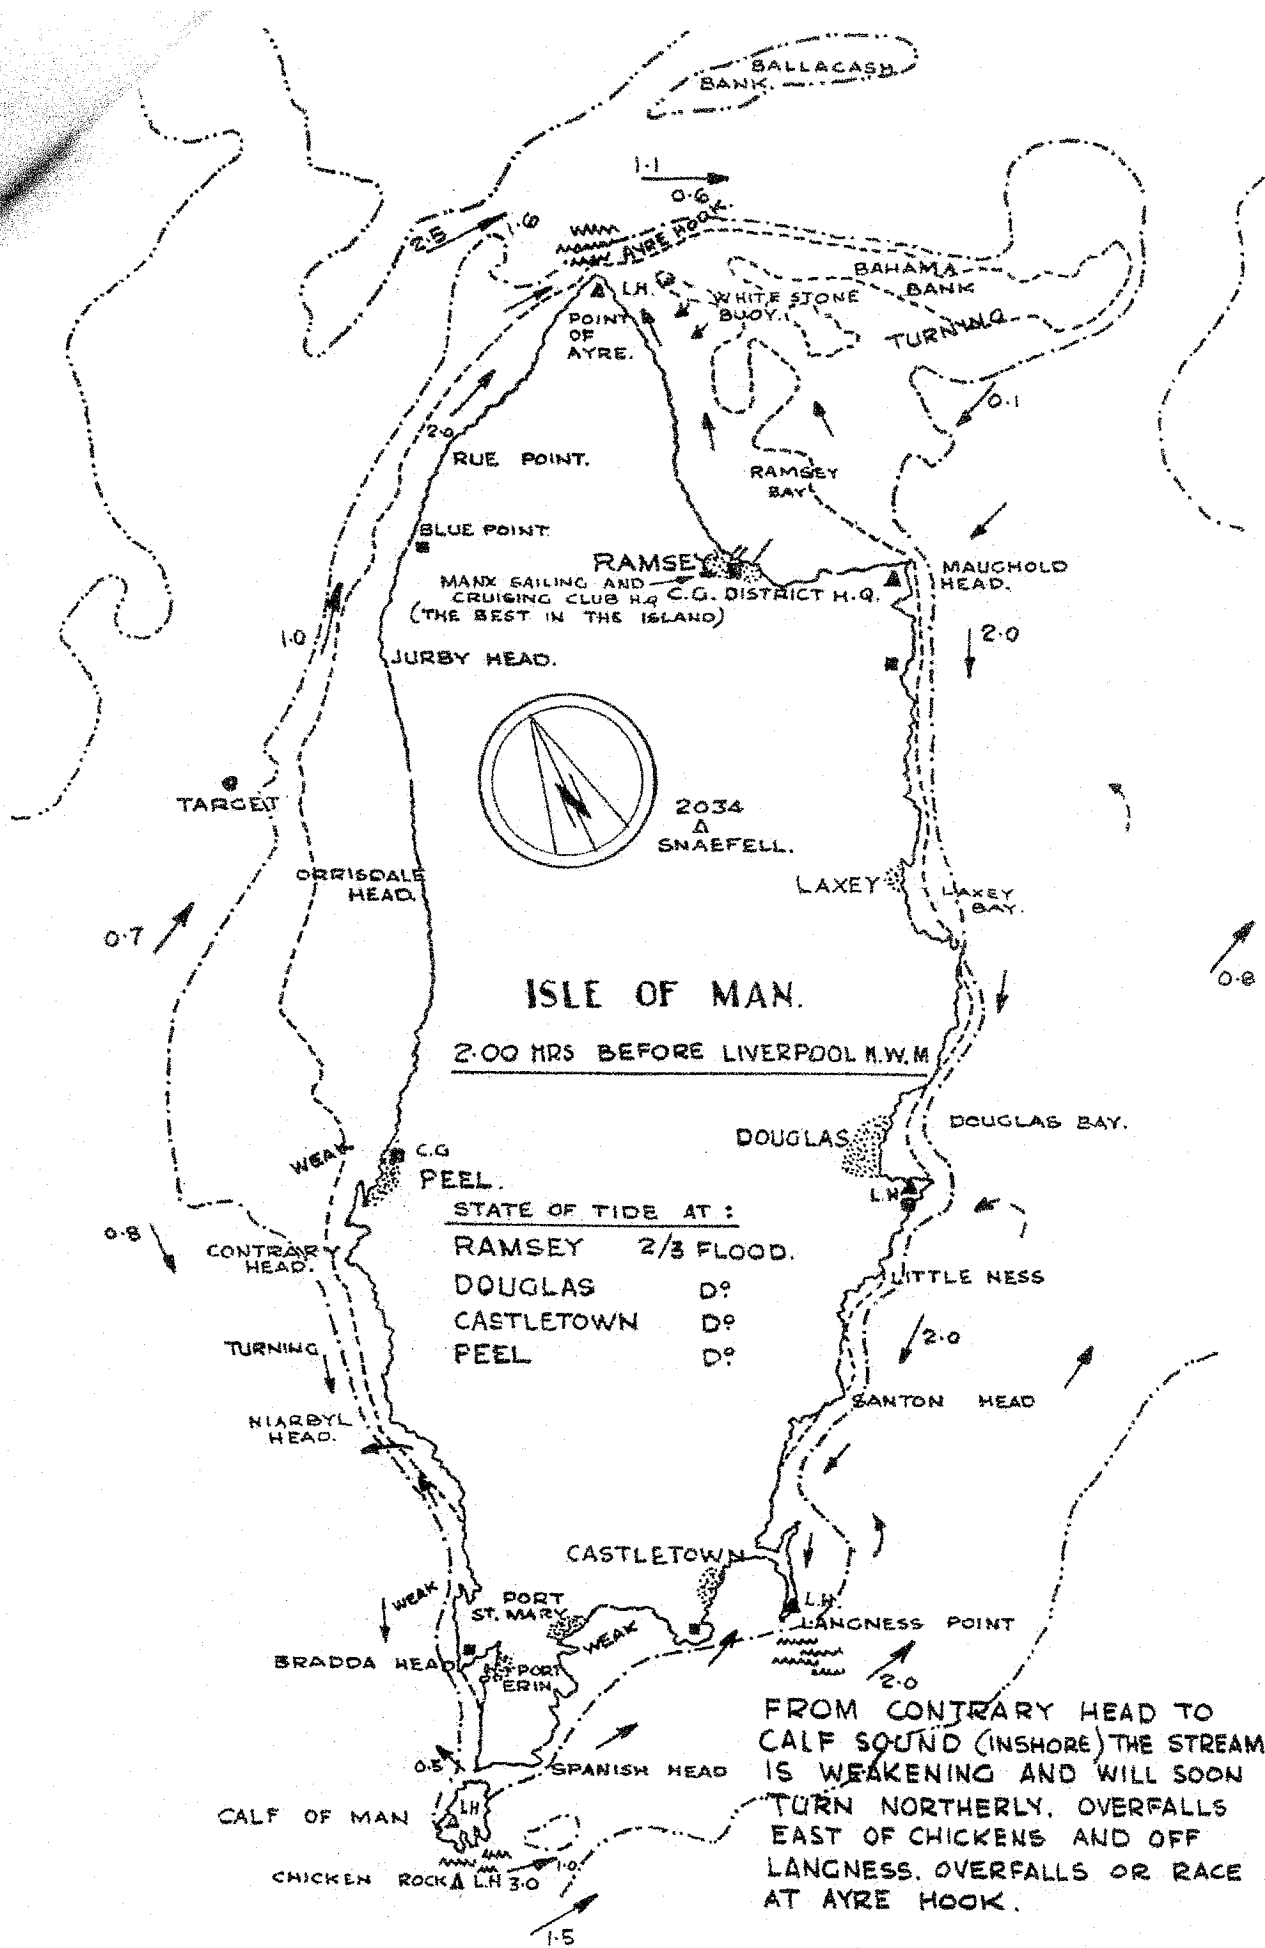 BALLACASH
BANK.
1·1
0·6
2·5
1·6
AYRE HOOK.
L.H.
BAHAMA
BANK
WHITE STONE
BUOY.
POINT
OF
AYRE.
TURNING
0·1
2·0
RUE POINT.
RAMSEY
BAY
BLUE POINT
RAMSEY
MAUGHOLD
HEAD.
MANX SAILING AND
CRUISING CLUB H.Q
C.G. DISTRICT H.Q.
(THE BEST IN THE ISLAND)
1.0
2·0
JURBY HEAD.
N
TARGET
2034
SNAEFELL.
ORRISDALE
HEAD.
LAXEY
LAXEY
BAY.
0·7
0·8
ISLE OF MAN.
2·00 HRS BEFORE LIVERPOOL H.W.M
DOUGLAS
DOUGLAS BAY.
WEAK
C.G
PEEL.
L.H
STATE OF TIDE AT :
0·8
CONTRARY
HEAD.
RAMSEY 2/3 FLOOD.
DOUGLAS Dº
CASTLETOWN Dº
PEEL Dº
LITTLE NESS
2·0
TURNING
NIARBYL
HEAD.
SANTON HEAD
CASTLETOWN
WEAK
PORT
ST. MARY
WEAK
L.H.
LANGNESS POINT
BRADDA HEAD
PORT
ERIN.
2·0
0·5
SPANISH HEAD
CALF OF MAN
LH
CHICKEN ROCK L.H 3·0
1·0
1·5
FROM CONTRARY HEAD TO
CALF SOUND (INSHORE) THE STREAM
IS WEAKENING AND WILL SOON
TURN NORTHERLY. OVERFALLS
EAST OF CHICKENS AND OFF
LANGNESS. OVERFALLS OR RACE
AT AYRE HOOK.